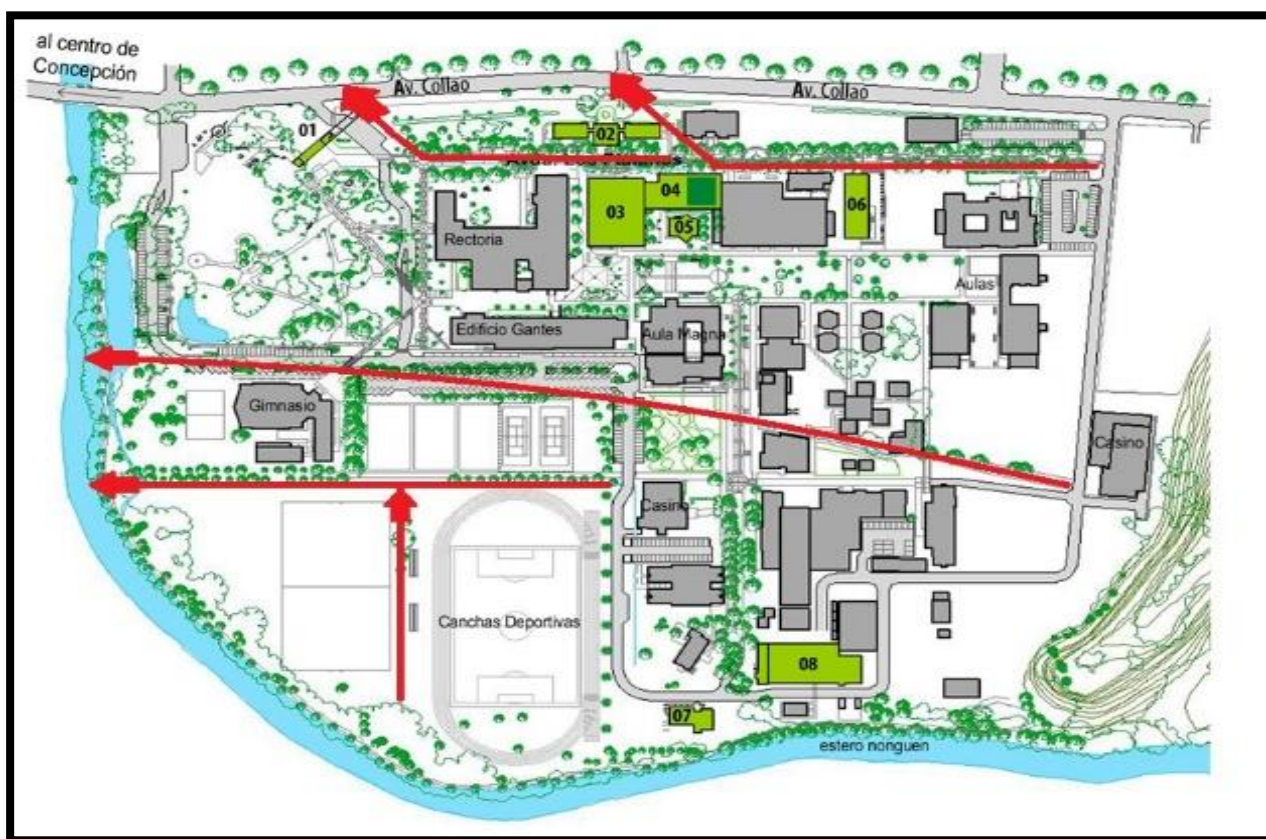 al centro de
Concepción
Av. Collao
Av. Collao
01
02
03
04
05
06
Rectoria
Aulas
Edificio Gantes
Aula Magna
Gimnasio
Casino
Casino
Canchas Deportivas
08
07
estero nonguen